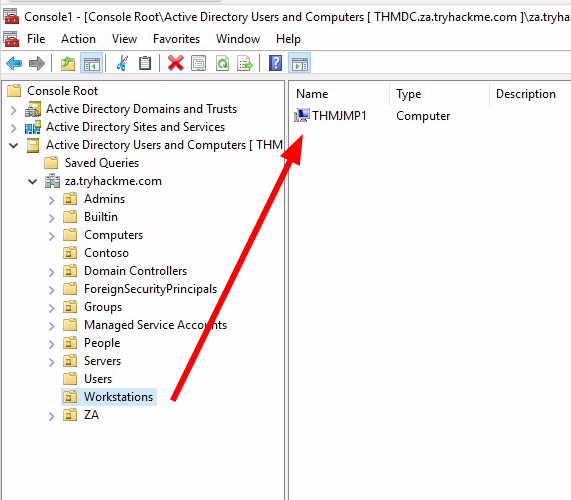 Console1 - [Console Root\Active Directory Users and Computers [ THMDC.za.tryhackme.com ]\za.tryha
File Action View Favorites Window Help
Console Root
Active Directory Domains and Trusts
Active Directory Sites and Services
Active Directory Users and Computers [ THM
Saved Queries
za.tryhackme.com
Admins
Builtin
Computers
Contoso
Domain Controllers
ForeignSecurityPrincipals
Groups
Managed Service Accounts
People
Servers
Users
Workstations
ZA
Name Type Description
THMJMP1 Computer